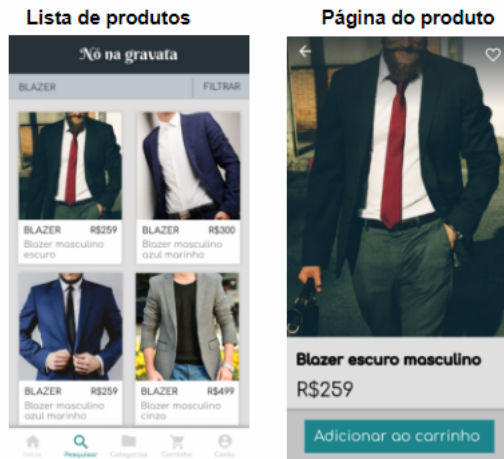 Lista de produtos
Página do produto
Nó na gravata
BLAZER FILTRAR
BLAZER R$259
Blazer masculino
escuro
BLAZER R$300
Blazer masculino
azul marinho
BLAZER R$259
Blazer masculino
azul marinho
BLAZER R$499
Blazer masculino
cinza
Início Pesquisar Categorias Carrinho Conta
Blazer escuro masculino
R$259
Adicionar ao carrinho